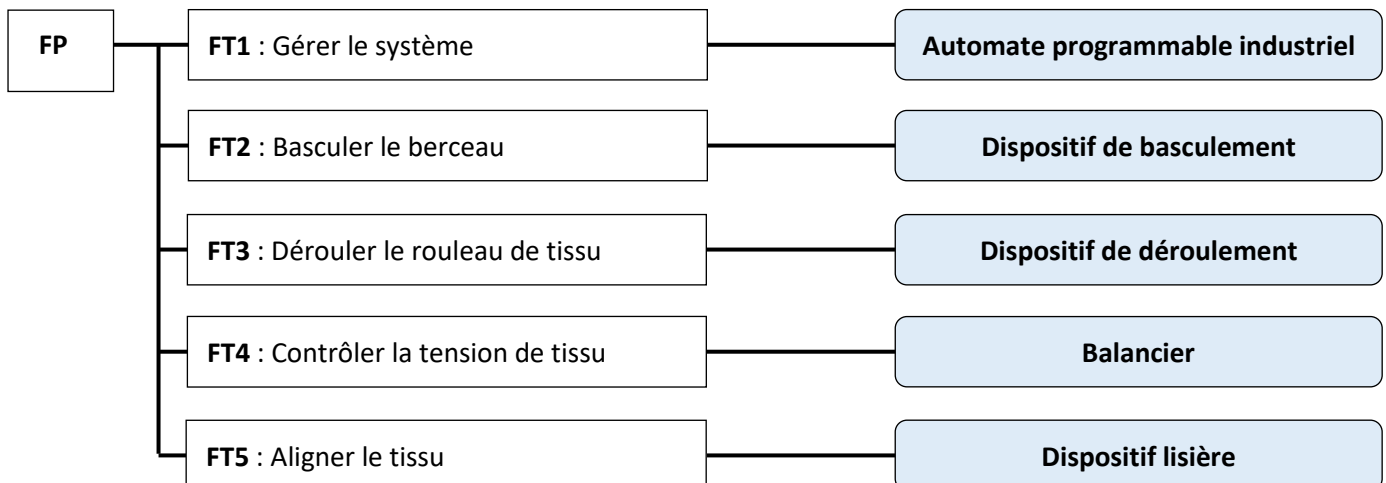 FP
FT1 : Gérer le système
Automate programmable industriel
FT2 : Basculer le berceau
Dispositif de basculement
FT3 : Dérouler le rouleau de tissu
Dispositif de déroulement
FT4 : Contrôler la tension de tissu
Balancier
FT5 : Aligner le tissu
Dispositif lisière